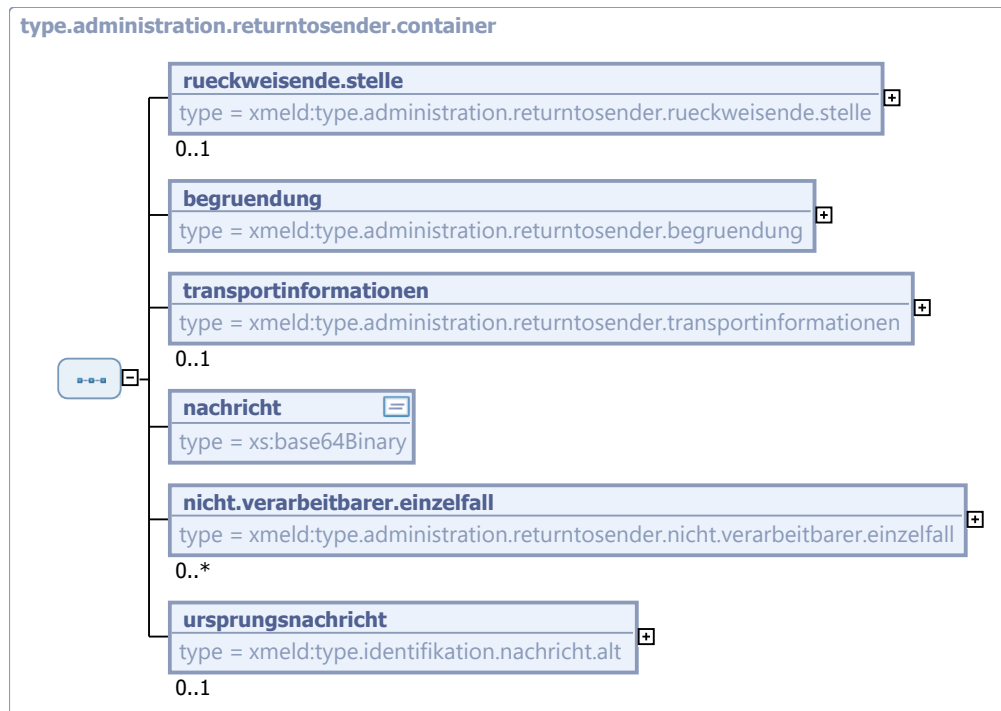 type.administration.returntosender.container
rueckweisende.stelle
type = xmeld:type.administration.returntosender.rueckweisende.stelle
0..1
begruendung
type = xmeld:type.administration.returntosender.begruendung
transportinformationen
type = xmeld:type.administration.returntosender.transportinformationen
0..1
nachricht
type = xs:base64Binary
nicht.verarbeitbarer.einzelfall
type = xmeld:type.administration.returntosender.nicht.verarbeitbarer.einzelfall
0..*
ursprungsnachricht
type = xmeld:type.identifikation.nachricht.alt
0..1